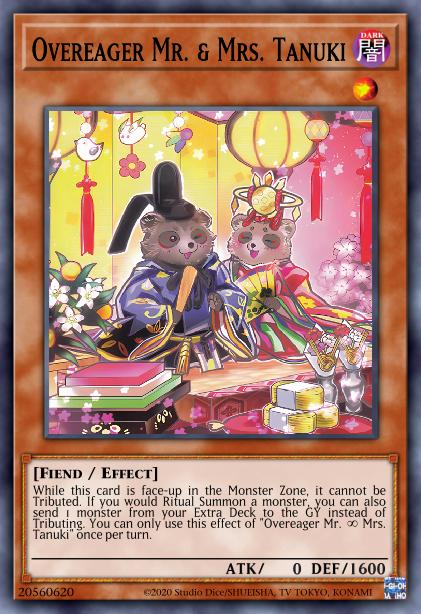 OVEREAGER MR. & MRS. TANUKI
DARK
闇
[FIEND / EFFECT]
While this card is face-up in the Monster Zone, it cannot be
Tributed. If you would Ritual Summon a monster, you can also
send 1 monster from your Extra Deck to the GY instead of
Tributing. You can only use this effect of "Overeager Mr. ∞ Mrs.
Tanuki" once per turn.
ATK/ 0 DEF/1600
20560620
©2020 Studio Dice/SHUEISHA, TV TOKYO, KONAMI